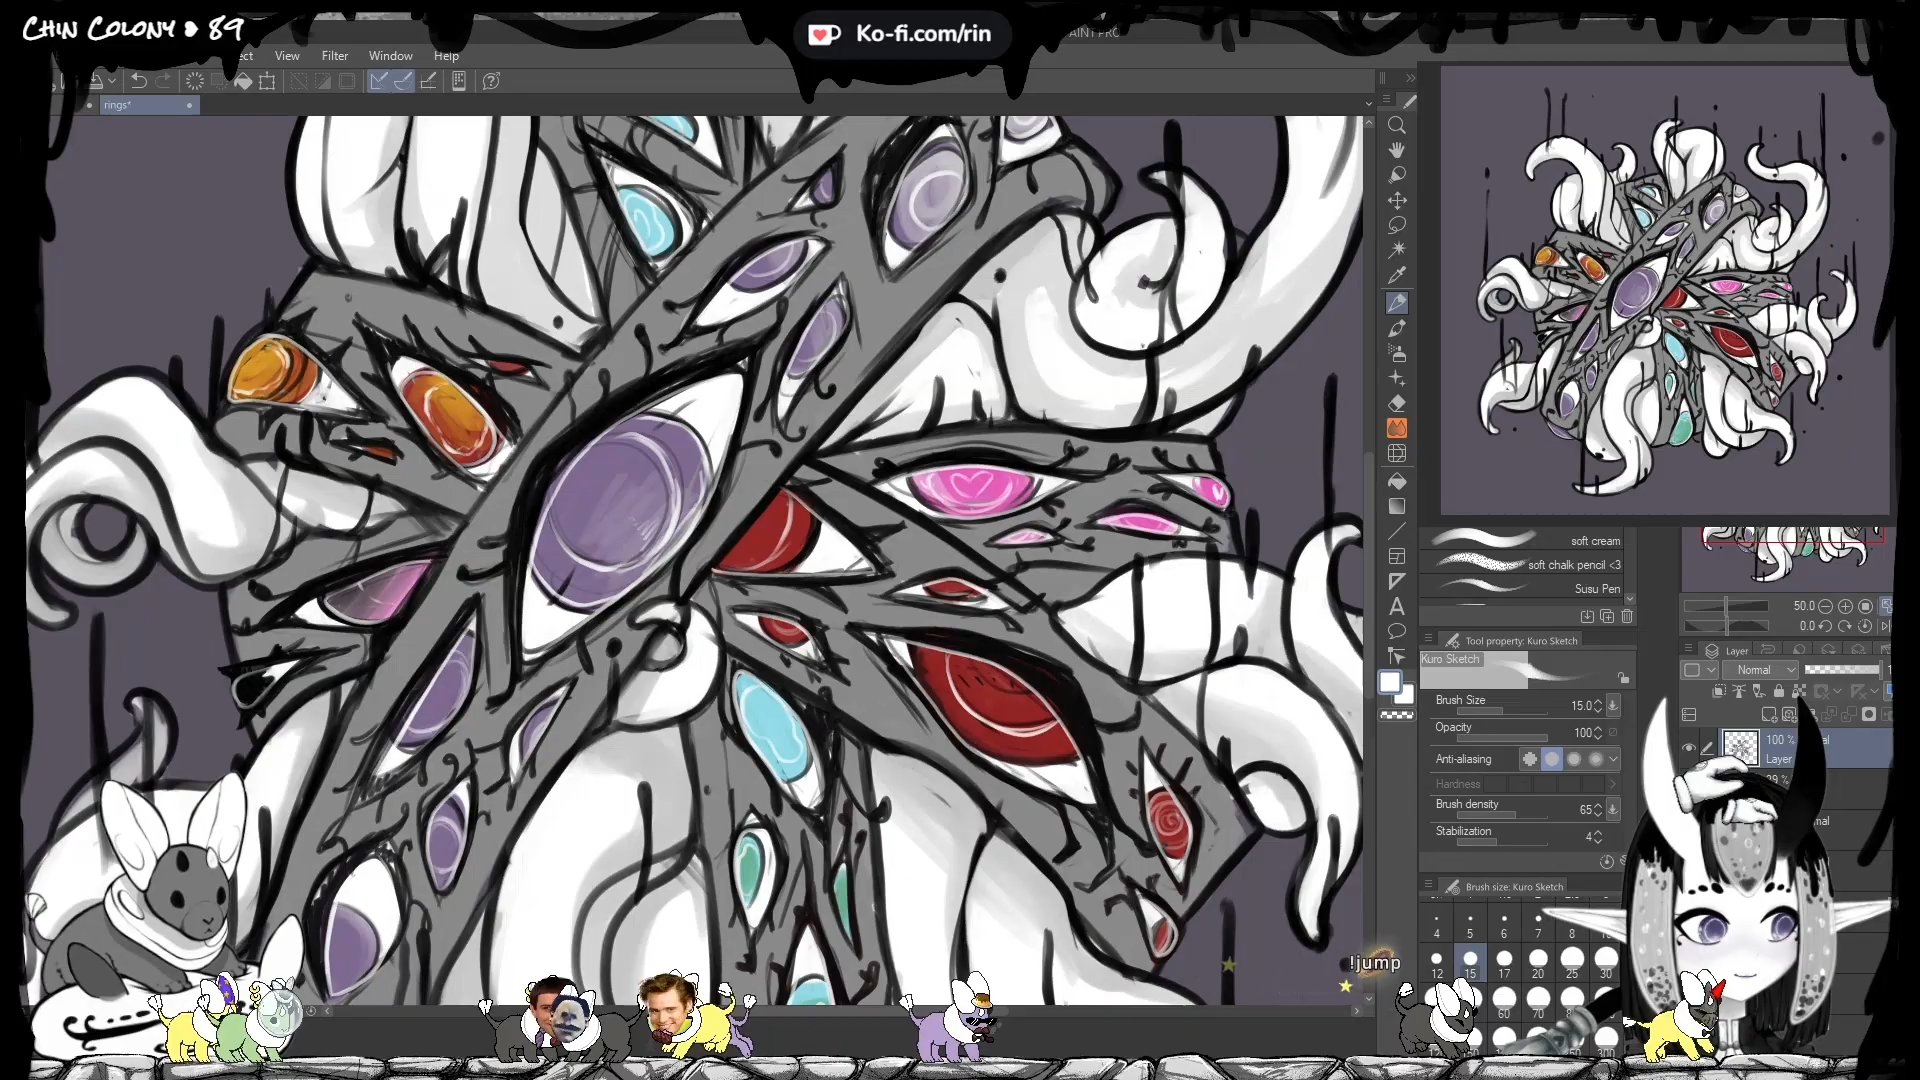 CHIN COLONY 89
Ko-fi.com/rin
AINT PRO
ect View Filter Window Help
rings*
soft cream
soft chalk pencil <3
Susu Pen
50.0
0.0
Tool property: Kuro Sketch
Layer
Kuro Sketch
Normal
Brush Size 15.0
Opacity 100
Anti-aliasing
100 %
Layer
Hardness
Brush density 65
Stabilization 4
Brush size: Kuro Sketch
4 5 6 7 8
12 15 17 20 25 30
60 70
!jump